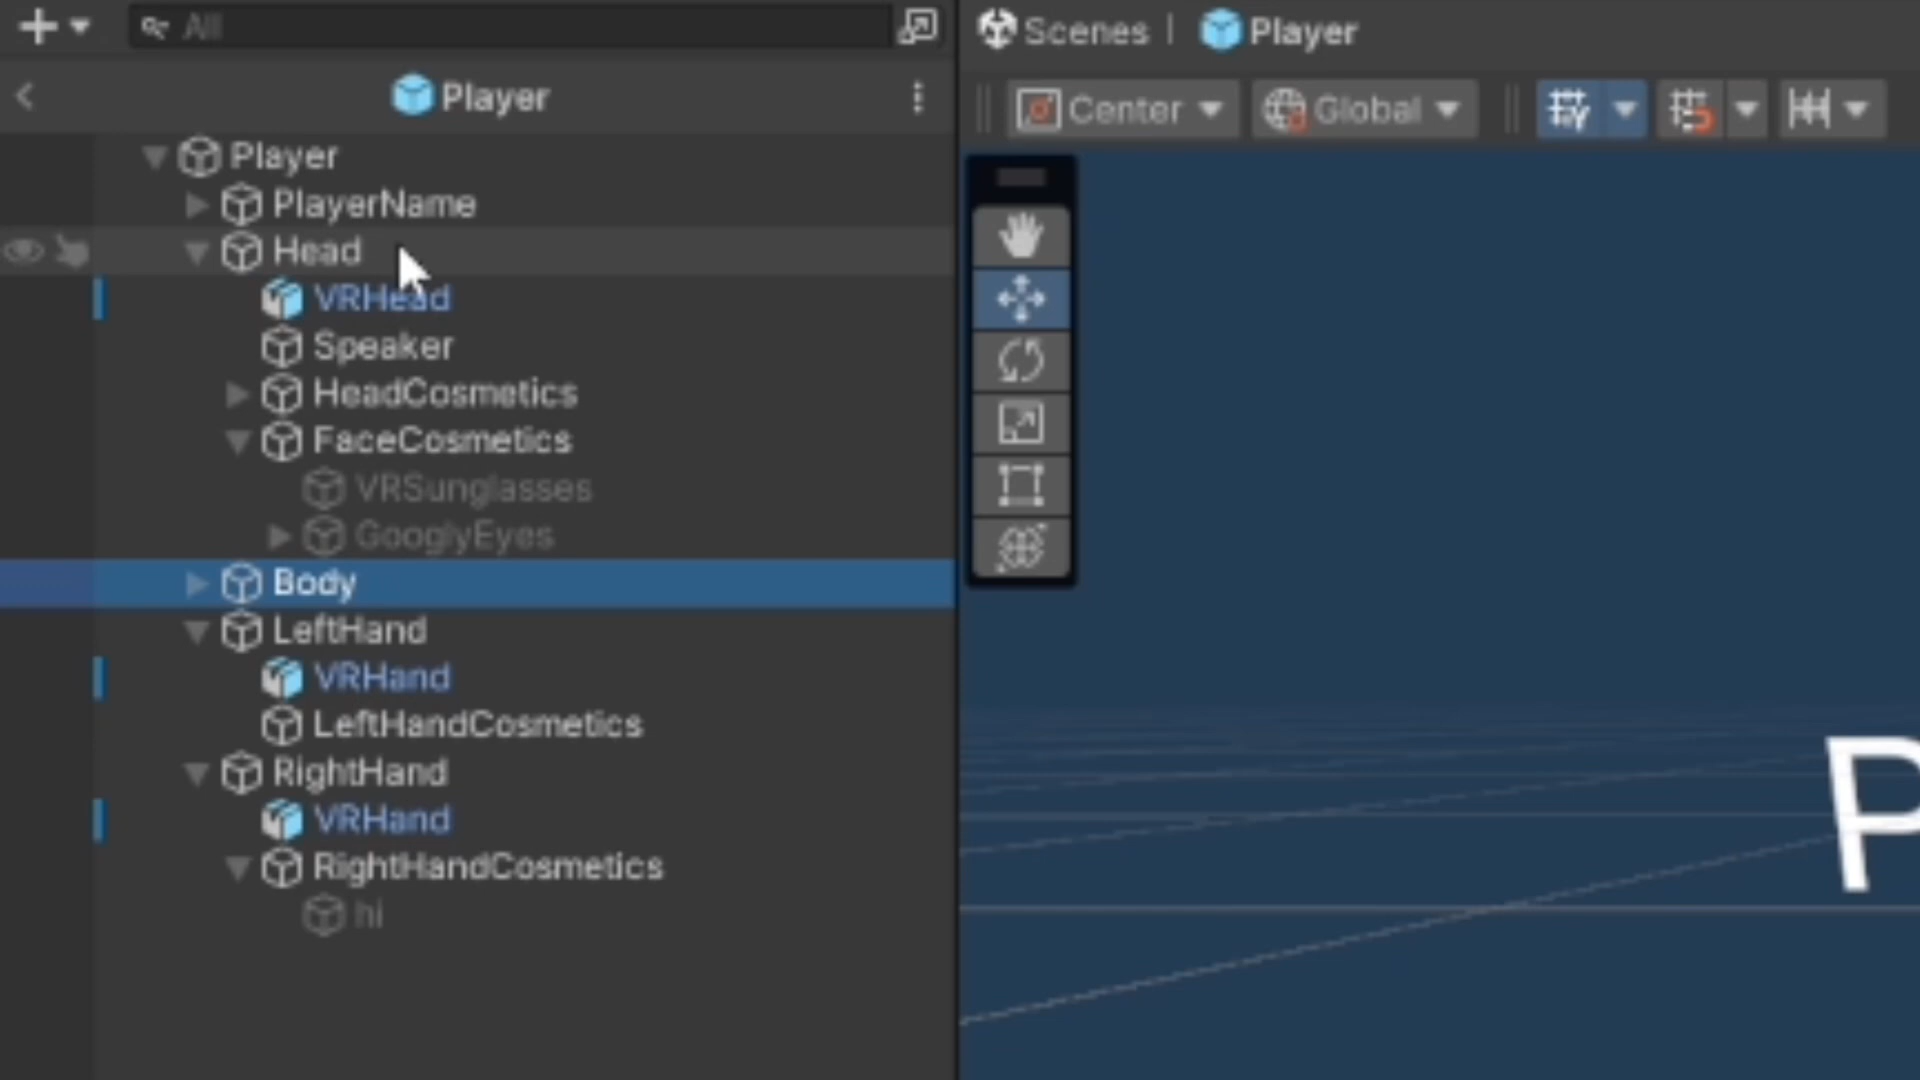 All
Player
Player
PlayerName
Head
VRHead
Speaker
HeadCosmetics
FaceCosmetics
VRSunglasses
GooglyEyes
Body
LeftHand
VRHand
LeftHandCosmetics
RightHand
VRHand
RightHandCosmetics
hi
Scenes | Player
Center Global
P